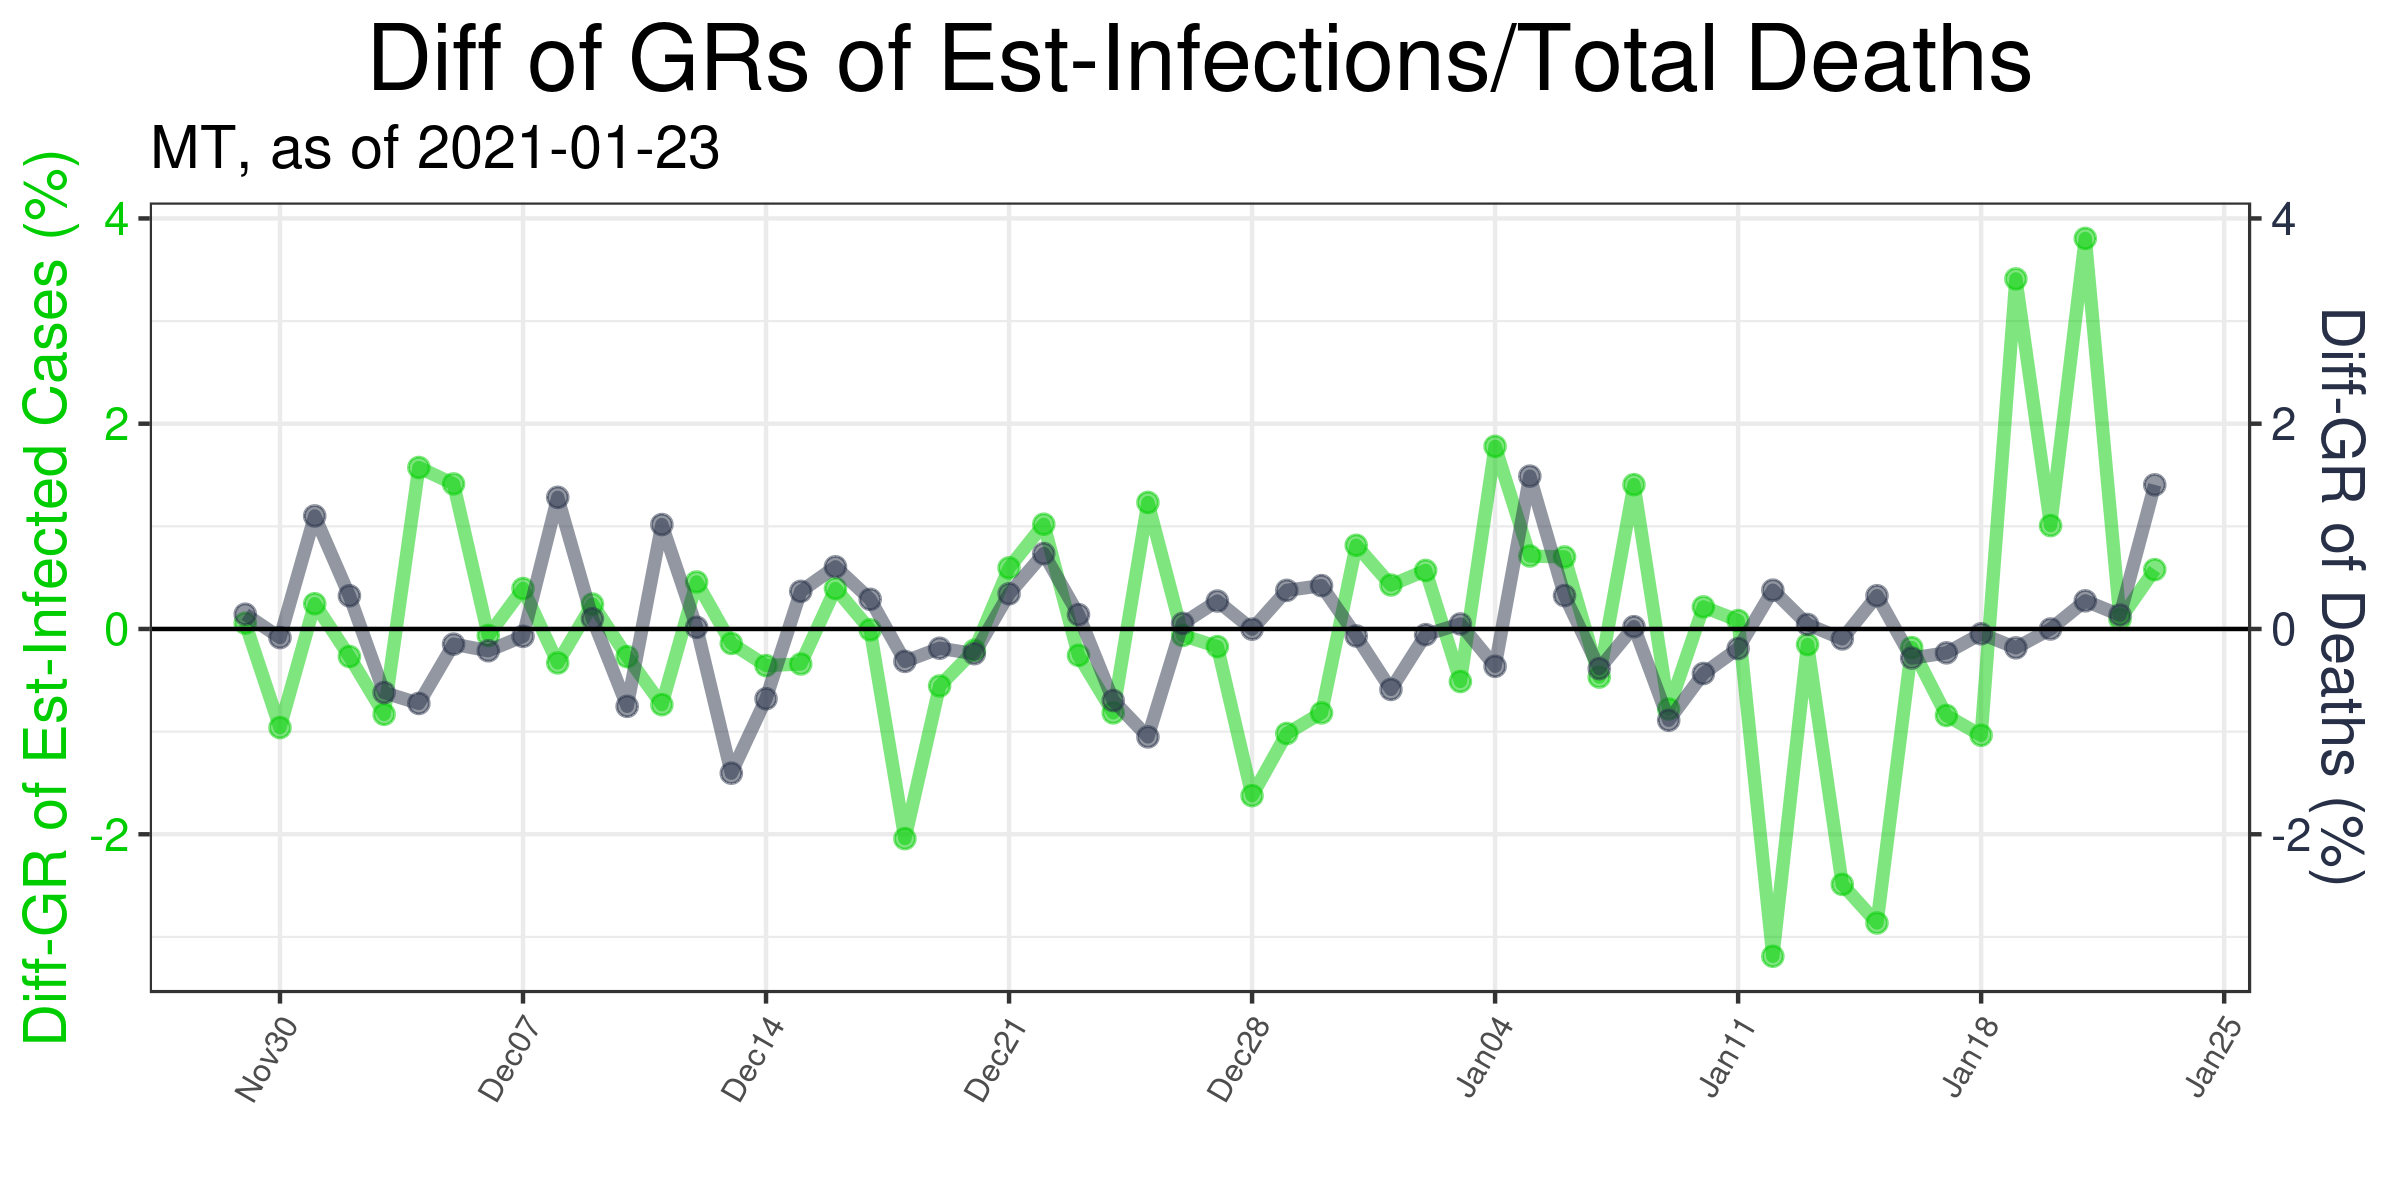 Diff of GRs of Est-Infections/Total Deaths
MT, as of 2021-01-23
Diff-GR of Est-Infected Cases (%)
4
2
0
-2
4
2
0
-2
Diff-GR of Deaths (%)
Nov30
Dec07
Dec14
Dec21
Dec28
Jan04
Jan11
Jan18
Jan25